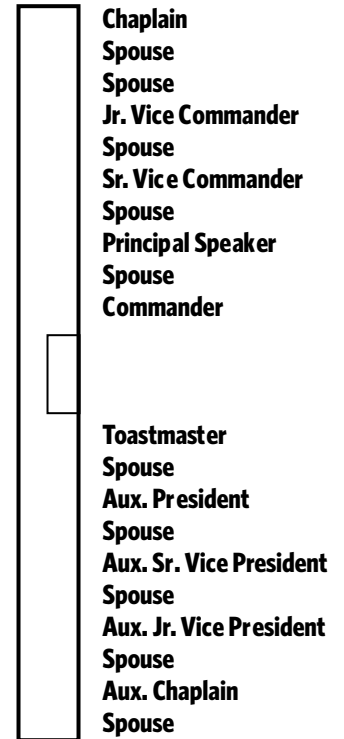 Chaplain
Spouse
Spouse
Jr. Vice Commander
Spouse
Sr. Vice Commander
Spouse
Principal Speaker
Spouse
Commander
Toastmaster
Spouse
Aux. President
Spouse
Aux. Sr. Vice President
Spouse
Aux. Jr. Vice President
Spouse
Aux. Chaplain
Spouse